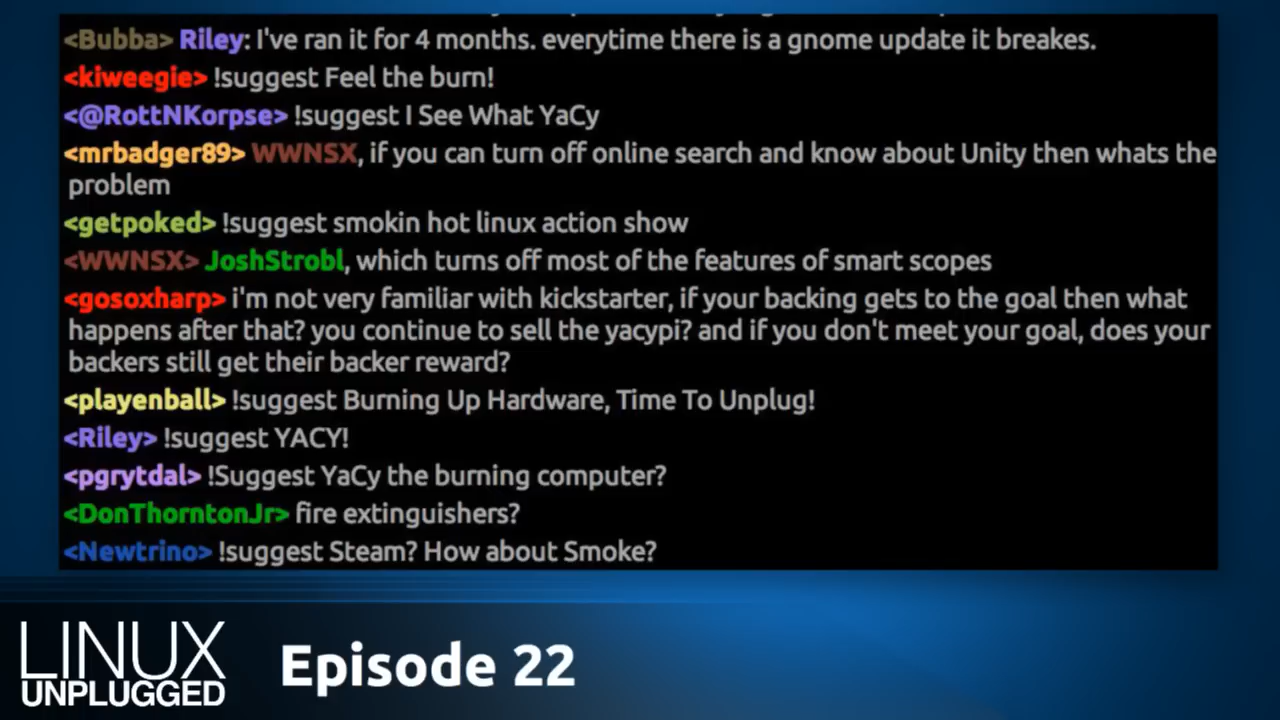 <Bubba> Riley: I've ran it for 4 months. everytime there is a gnome update it breakes.
<kiweegie> !suggest Feel the burn!
<@RottNKorpse> !suggest I See What YaCy
<mrbadger89> WWNSX, if you can turn off online search and know about Unity then whats the
problem
<getpoked> !suggest smokin hot linux action show
<WWNSX> JoshStrobl, which turns off most of the features of smart scopes
<gosoxharp> i'm not very familiar with kickstarter, if your backing gets to the goal then what
happens after that? you continue to sell the yacypi? and if you don't meet your goal, does your
backers still get their backer reward?
<playenball> !suggest Burning Up Hardware, Time To Unplug!
<Riley> !suggest YACY!
<pgrytdal> !Suggest YaCy the burning computer?
<DonThorntonJr> fire extinguishers?
<Newtrino> !suggest Steam? How about Smoke?
LINUX
UNPLUGGED
Episode 22